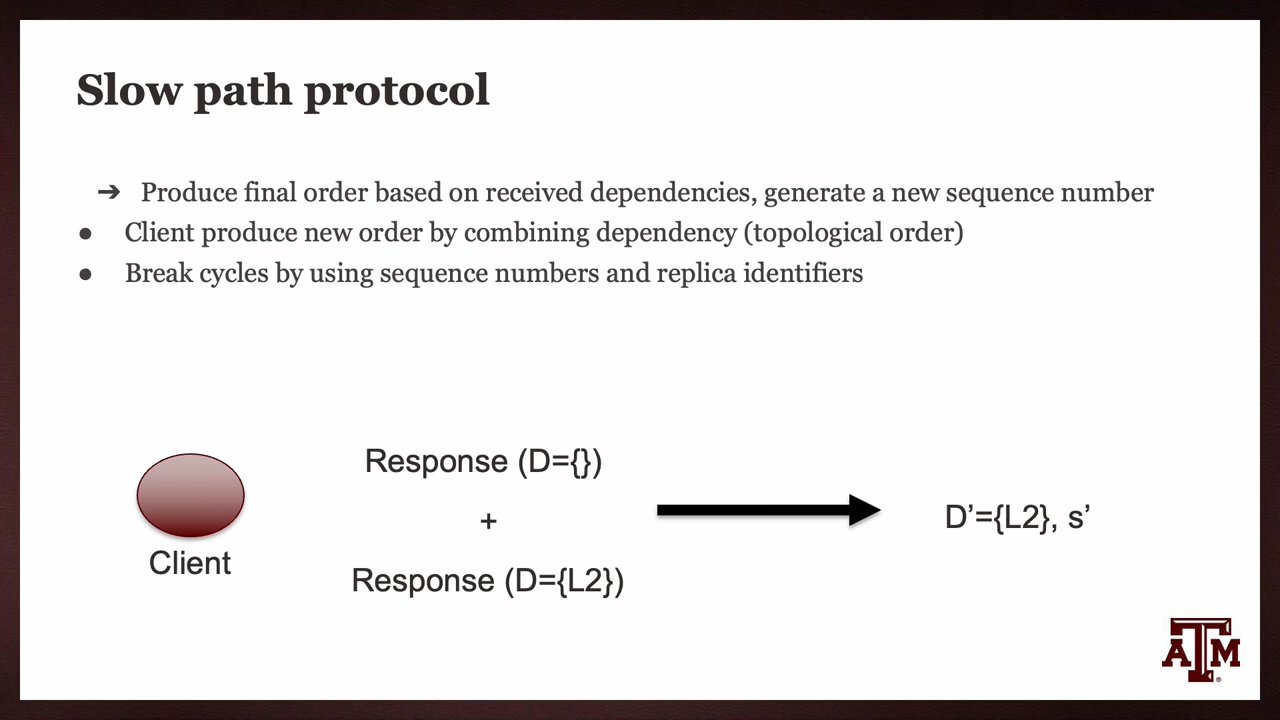 Slow path protocol
➔ Produce final order based on received dependencies, generate a new sequence number
● Client produce new order by combining dependency (topological order)
● Break cycles by using sequence numbers and replica identifiers
Response (D={})
+
Response (D={L2})
Client
D’={L2}, s’
ATM
®